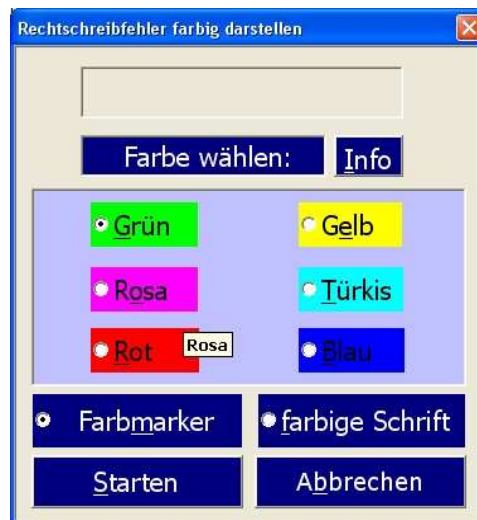 Rechtschreibfehler farbig darstellen
Farbe wählen: Info
Grün Gelb
Rosa Türkis
Rot Rosa Blau
Farbmarker farbige Schrift
Starten Abbrechen